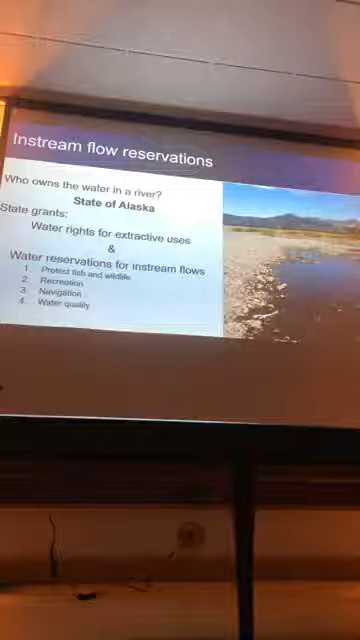 Instream flow reservations
Who owns the water in a river?
State of Alaska
State grants:
Water rights for extractive uses
&
Water reservations for instream flows
1. Protect fish and wildlife
2. Recreation
3. Navigation
4. Water quality